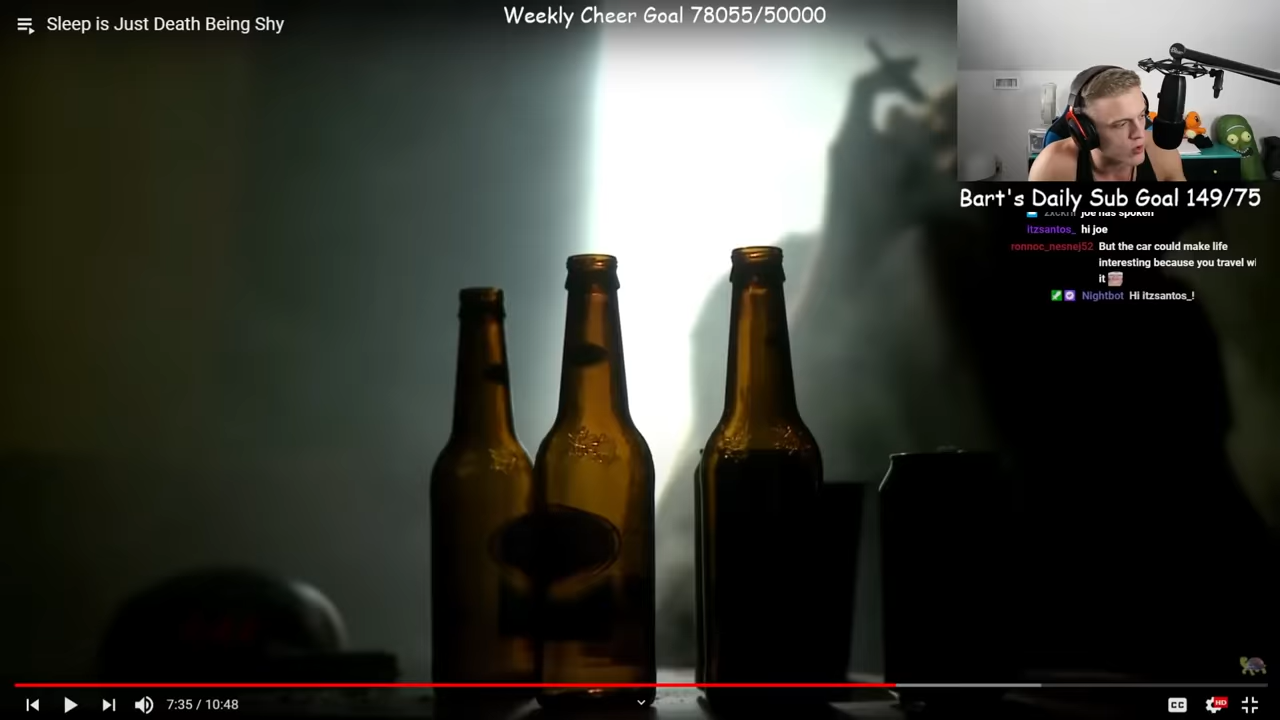 Sleep is Just Death Being Shy
Weekly Cheer Goal 78055/50000
Bart's Daily Sub Goal 149/75
joe has spoken
itzsantos_ hi joe
ronnoc_nesnej52 But the car could make life
interesting because you travel wi
it
Nightbot Hi itzsantos_!
7:35 / 10:48
CC
HD